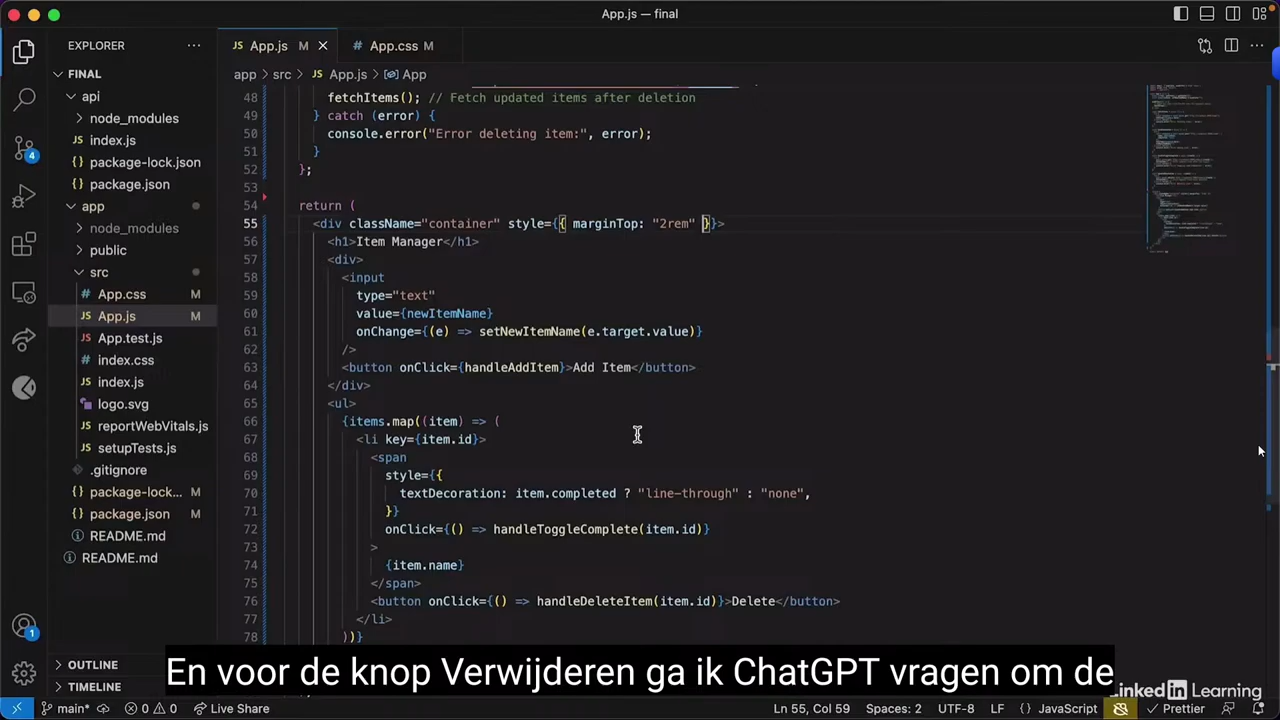 App.js — final
EXPLORER
FINAL
api
node_modules
index.js
package-lock.json
package.json
app
node_modules
public
src
App.css M
App.js M
App.test.js
index.css
index.js
logo.svg
reportWebVitals.js
setupTests.js
.gitignore
package-lock... M
package.json M
README.md
README.md
OUTLINE
TIMELINE
4
1
JS App.js M
# App.css M
app > src > JS App.js > App
48 fetchItems(); // Fetch updated items after deletion
49 } catch (error) {
50 console.error("Error deleting item:", error);
51 }
52 };
53
54 return (
55 <div className="container" style={{ marginTop: "2rem" }}>
56 <h1>Item Manager</h1>
57 <div>
58 <input
59 type="text"
60 value={newItemName}
61 onChange={(e) => setNewItemName(e.target.value)}
62 />
63 <button onClick={handleAddItem}>Add Item</button>
64 </div>
65 <ul>
66 {items.map((item) => (
67 <li key={item.id}>
68 <span
69 style={{
70 textDecoration: item.completed ? "line-through" : "none",
71 }}
72 onClick={() => handleToggleComplete(item.id)}
73 >
74 {item.name}
75 </span>
76 <button onClick={() => handleDeleteItem(item.id)}>Delete</button>
77 </li>
78 ))}
En voor de knop Verwijderen ga ik ChatGPT vragen om de
LinkedIn Learning
main* 0 0 Live Share
Ln 55, Col 59 Spaces: 2 UTF-8 LF {} JavaScript Prettier